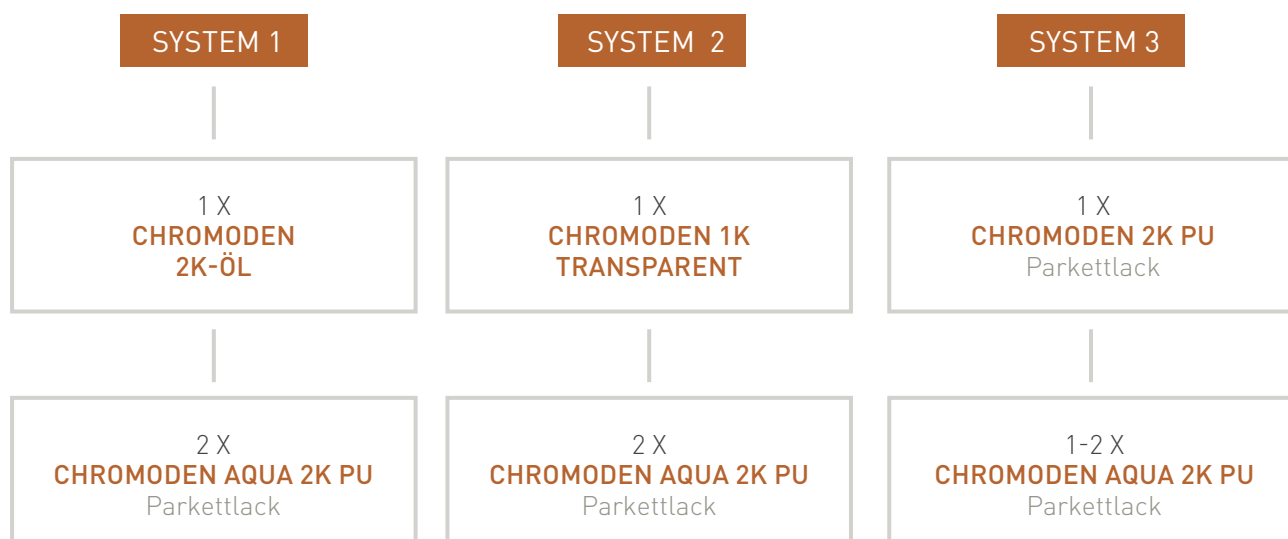 SYSTEM 1
1 X
CHROMODEN
2K-ÖL
2 X
CHROMODEN AQUA 2K PU
Parkettlack
SYSTEM 2
1 X
CHROMODEN 1K
TRANSPARENT
2 X
CHROMODEN AQUA 2K PU
Parkettlack
SYSTEM 3
1 X
CHROMODEN 2K PU
Parkettlack
1-2 X
CHROMODEN AQUA 2K PU
Parkettlack